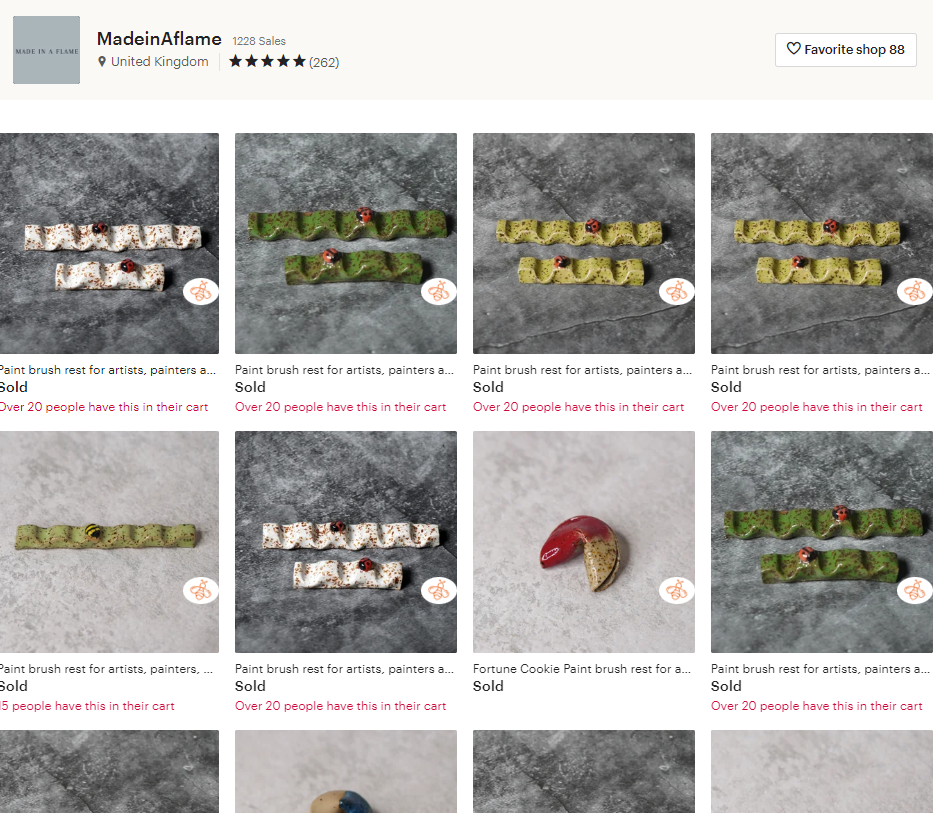 MADE IN A FLAME
MadeinAflame 1228 Sales
United Kingdom (262)
Favorite shop 88
Paint brush rest for artists, painters a...
Sold
Over 20 people have this in their cart
Paint brush rest for artists, painters a...
Sold
Over 20 people have this in their cart
Paint brush rest for artists, painters a...
Sold
Over 20 people have this in their cart
Paint brush rest for artists, painters a...
Sold
Over 20 people have this in their cart
Paint brush rest for artists, painters, ...
Sold
15 people have this in their cart
Paint brush rest for artists, painters a...
Sold
Over 20 people have this in their cart
Fortune Cookie Paint brush rest for a...
Sold
Paint brush rest for artists, painters a...
Sold
Over 20 people have this in their cart